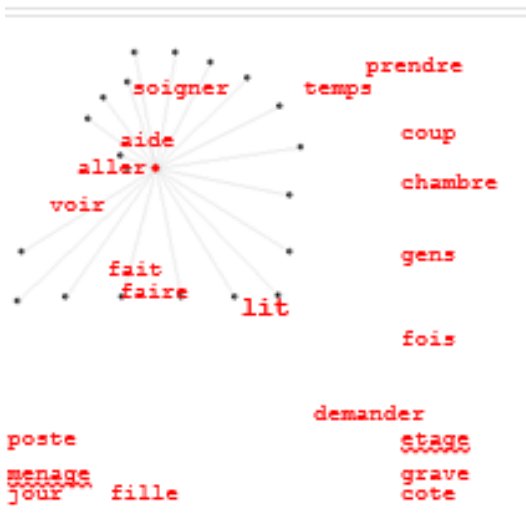 prendre
soigner temps
coup
aide
aller
chambre
voir
gens
fait
faire
lit
fois
demander
poste etage
menage grave
jour fille cote